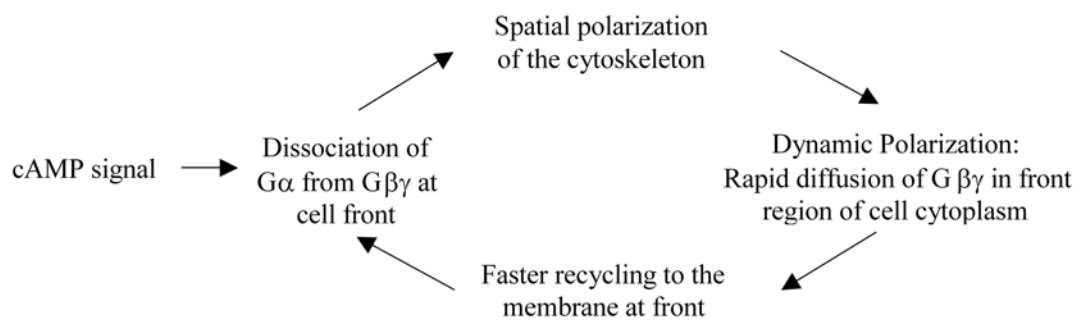 Spatial polarization
of the cytoskeleton
cAMP signal
Dissociation of
Gα from Gβγ at
cell front
Dynamic Polarization:
Rapid diffusion of G βγ in front
region of cell cytoplasm
Faster recycling to the
membrane at front